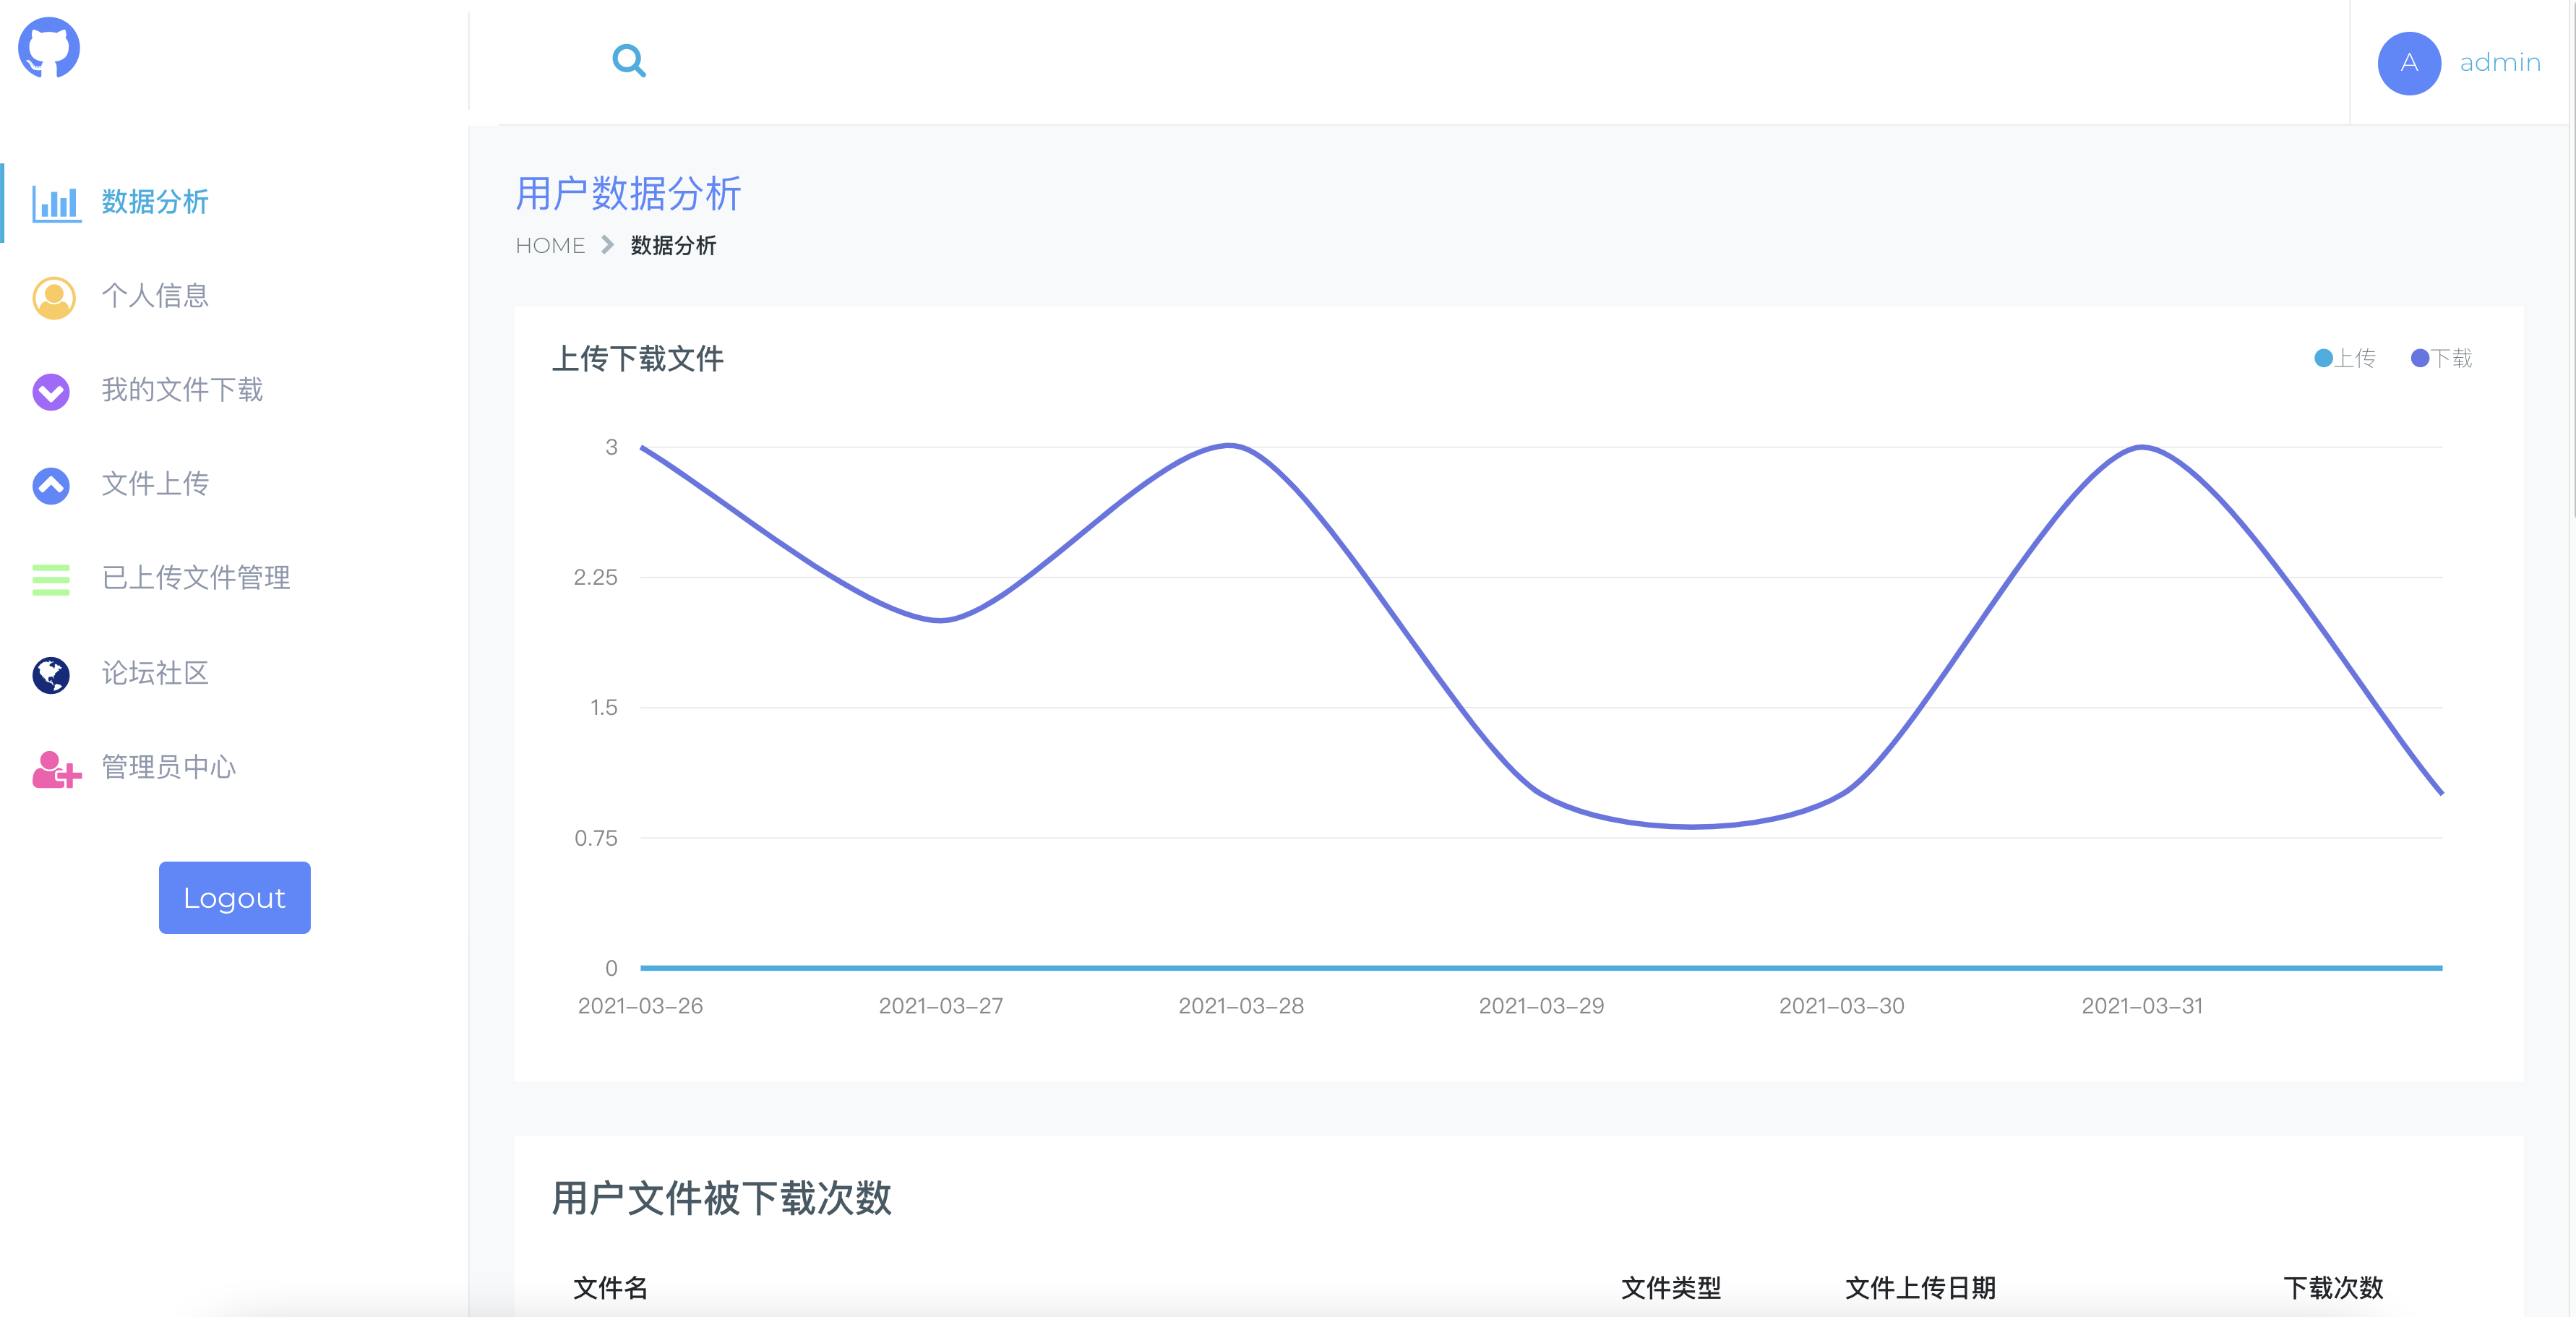 A admin
数据分析
个人信息
我的文件下载
文件上传
已上传文件管理
论坛社区
管理员中心
Logout
用户数据分析
HOME 数据分析
上传下载文件
上传 下载
3
2.25
1.5
0.75
0
2021-03-26 2021-03-27 2021-03-28 2021-03-29 2021-03-30 2021-03-31
用户文件被下载次数
文件名 文件类型 文件上传日期 下载次数